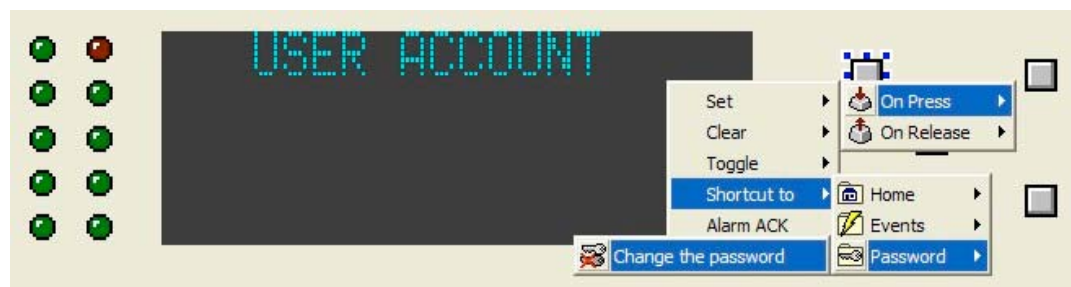 USER ACCOUNT
Set
On Press
Clear
On Release
Toggle
Shortcut to
Home
Alarm ACK
Events
Change the password
Password